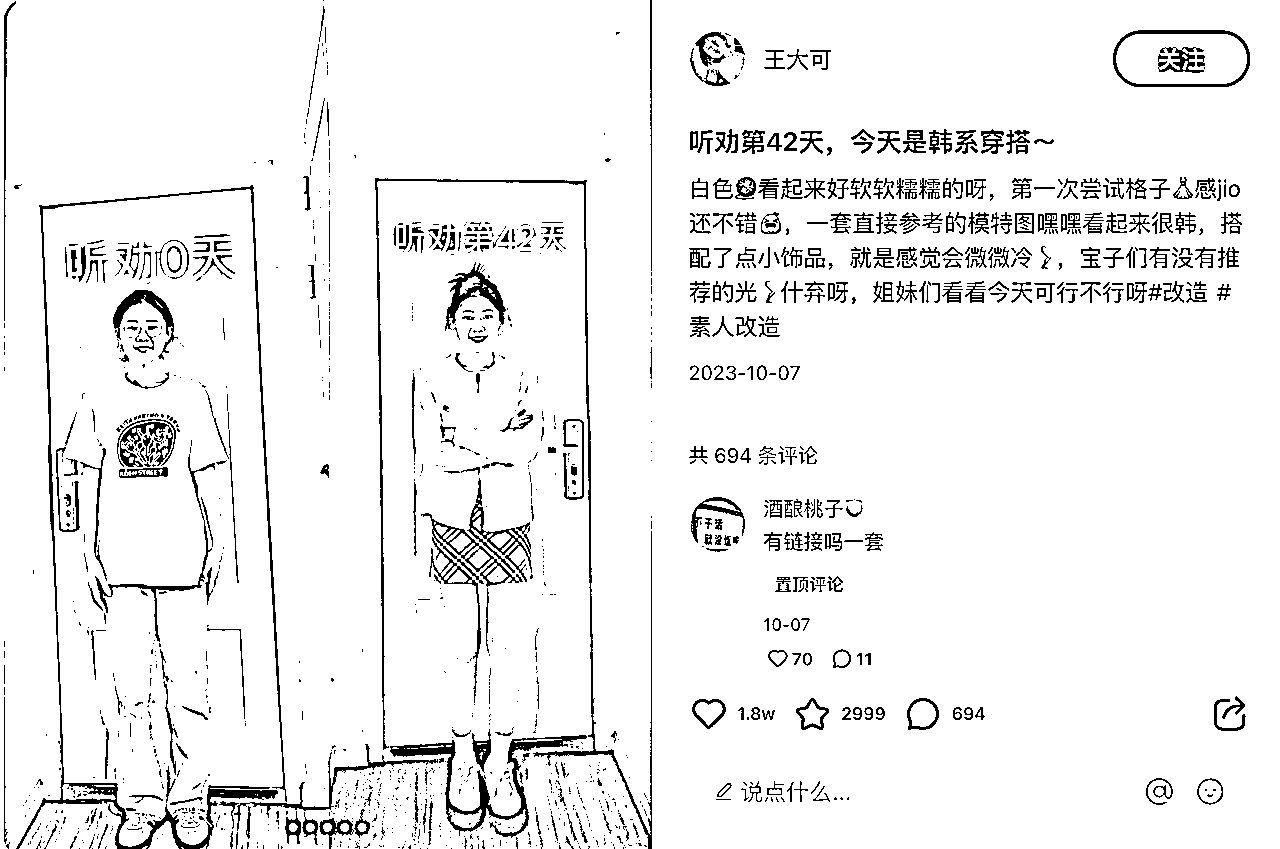 听劝0天
听劝第42天
王大可
关注
听劝第42天，今天是韩系穿搭～
白色看起来好软软糯糯的呀，第一次尝试格子感jio
还不错，一套直接参考的模特图嘿嘿看起来很韩，搭
配了点小饰品，就是感觉会微微冷，宝子们有没有推
荐的光什弃呀，姐妹们看看今天可行不行呀#改造 #
素人改造
2023-10-07
共 694 条评论
酒酿桃子
有链接吗一套
置顶评论
10-07
70 11
1.8w 2999 694
说点什么...